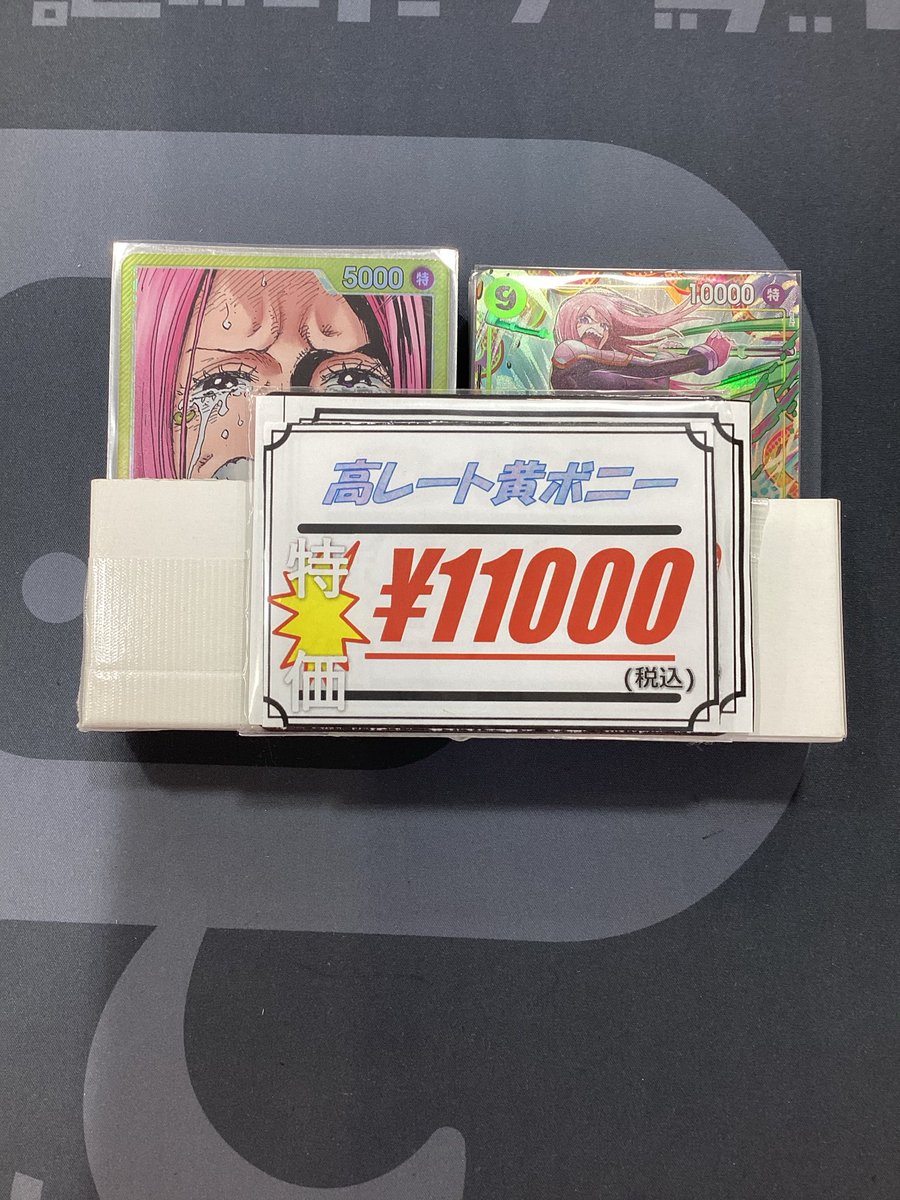 5000 特
9 10000 特
高レート黄ボニー
特価
¥11000
(税込)